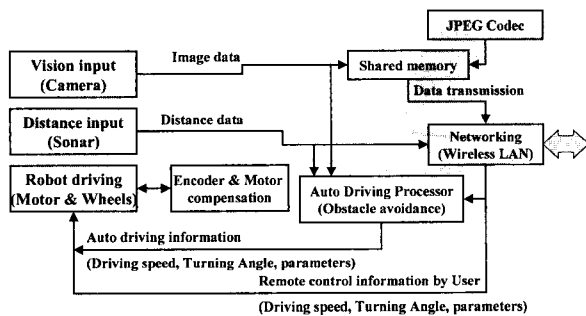 JPEG Codec
Vision input
(Camera)
Image data
Shared memory
Data transmission
Distance input
(Sonar)
Distance data
Networking
(Wireless LAN)
Robot driving
(Motor & Wheels)
Encoder & Motor
compensation
Auto Driving Processor
(Obstacle avoidance)
Auto driving information
(Driving speed, Turning Angle, parameters)
Remote control information by User
(Driving speed, Turning Angle, parameters)